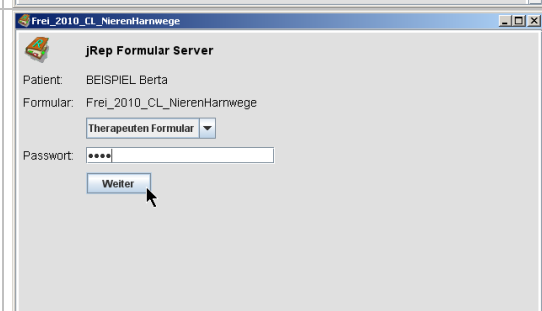 Frei_2010_CL_NierenHarnwege
jRep Formular Server
Patient: BEISPIEL Berta
Formular: Frei_2010_CL_NierenHarnwege
Therapeuten Formular
Passwort: ••••
Weiter